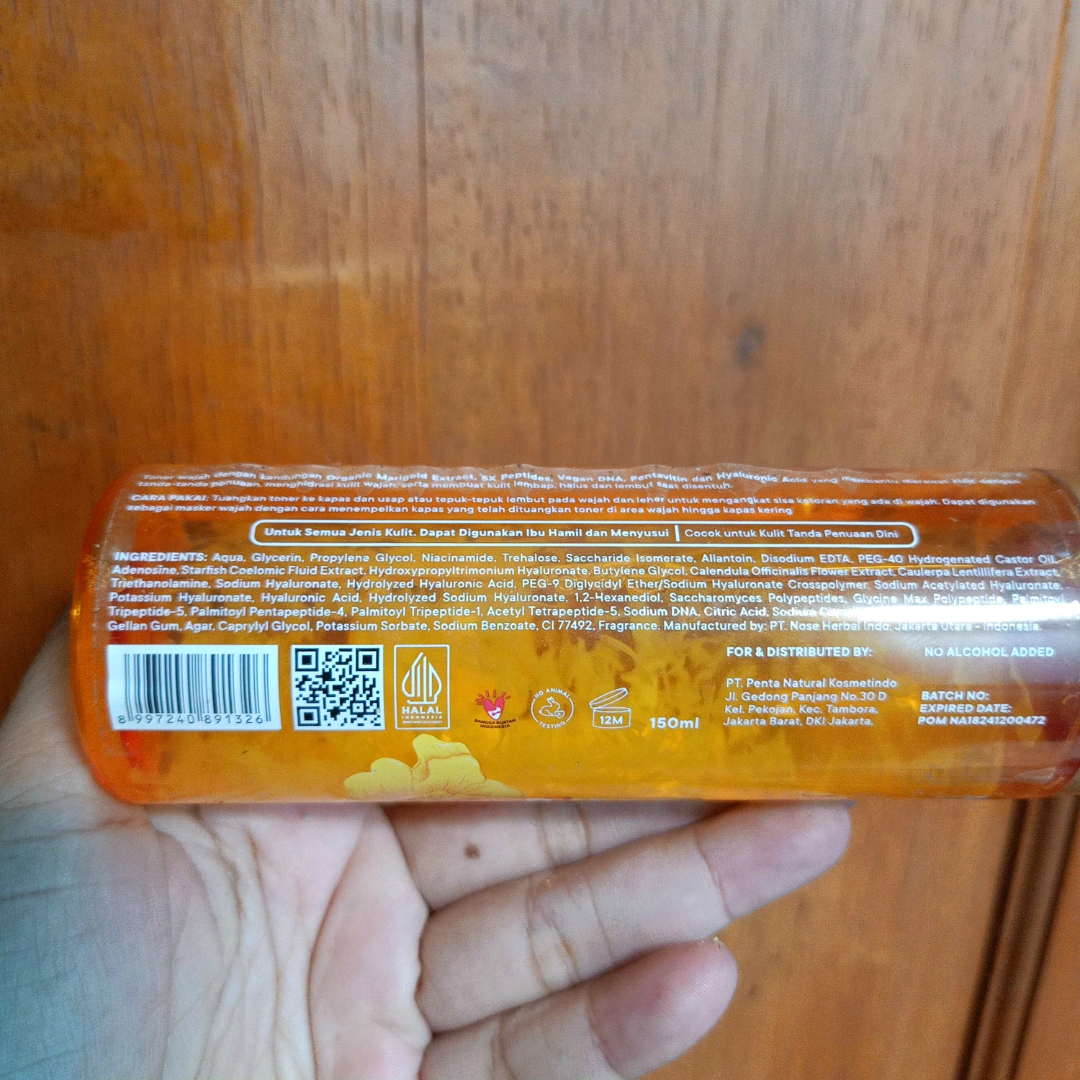 Toner wajah dengan kandungan Organic Marigold Extract, 5X Peptides, Vegan DNA, Pentavitin dan Hyaluronic Acid yang
tanda-tanda penuaan, menghidrasi kulit wajah, serta membuat kulit lembap, halus dan lembut saat disentuh.
CARA PAKAI: Tuangkan toner ke kapas dan usap atau tepuk-tepuk lembut pada wajah dan leher untuk mengangkat sisa kotoran yang ada di wajah. Dapat digunakan
sebagai masker wajah dengan cara menempelkan kapas yang telah dituangkan toner di area wajah hingga kapas kering
Untuk Semua Jenis Kulit. Dapat Digunakan Ibu Hamil dan Menyusui | Cocok untuk Kulit Tanda Penuaan Dini
INGREDIENTS: Aqua, Glycerin, Propylene Glycol, Niacinamide, Trehalose, Saccharide Isomerate, Allantoin, Disodium EDTA, PEG-40 Hydrogenated Castor Oil,
Adenosine, Starfish Coelomic Fluid Extract, Hydroxypropyltrimonium Hyaluronate, Butylene Glycol, Calendula Officinalis Flower Extract, Caulerpa Lentillifera Extract,
Triethanolamine, Sodium Hyaluronate, Hydrolyzed Hyaluronic Acid, PEG-9 Diglycidyl Ether/Sodium Hyaluronate Crosspolymer, Sodium Acetylated Hyaluronate,
Potassium Hyaluronate, Hyaluronic Acid, Hydrolyzed Sodium Hyaluronate, 1,2-Hexanediol, Saccharomyces Polypeptides, Glycine Max Polypeptide, Palmitoyl
Tripeptide-5, Palmitoyl Pentapeptide-4, Palmitoyl Tripeptide-1, Acetyl Tetrapeptide-5, Sodium DNA, Citric Acid, Sodium
Gellan Gum, Agar, Caprylyl Glycol, Potassium Sorbate, Sodium Benzoate, CI 77492, Fragrance. Manufactured by: PT. Nose Herbal Indo, Jakarta Utara - Indonesia.
8 997240 891326
HALAL
INDONESIA
BANGGA BUATAN
INDONESIA
NO ANIMAL
TESTING
12M
150ml
FOR & DISTRIBUTED BY:
PT. Penta Natural Kosmetindo
Jl. Gedong Panjang No.30 D
Kel. Pekojan, Kec. Tambora,
Jakarta Barat, DKI Jakarta.
NO ALCOHOL ADDED
BATCH NO:
EXPIRED DATE:
POM NA18241200472